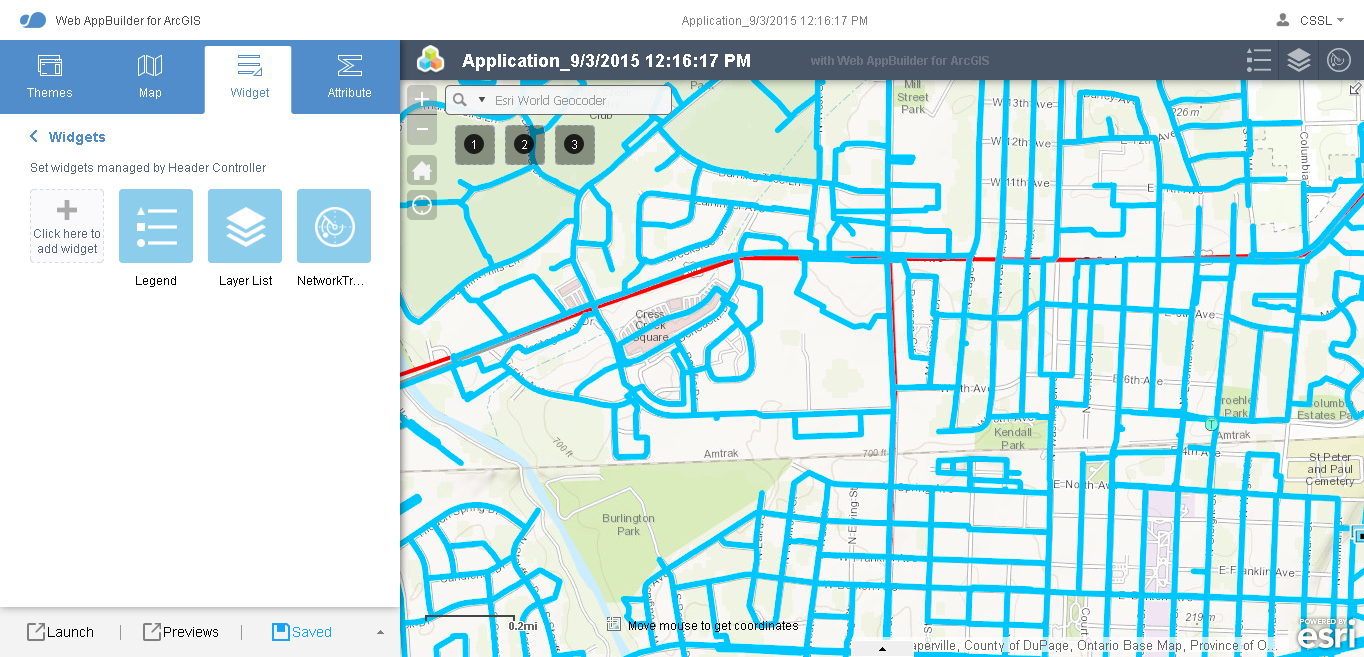 Web AppBuilder for ArcGIS
Application_9/3/2015 12:16:17 PM
CSSL
Themes
Map
Widget
Attribute
Application_9/3/2015 12:16:17 PM
with Web AppBuilder for ArcGIS
Widgets
Set widgets managed by Header Controller
Click here to
add widget
Legend
Layer List
NetworkTr...
Esri World Geocoder
1
2
3
Club
Mill
Street
Park
W 13th Ave
W 12th Ave
W 11th Ave
226 m
Cress
Creek
Square
E 6th Ave
Kendall
Park
Park
Columbia
Estates
Amtrak
Amtrak
700 ft
700 ft
St Peter
and Paul
Cemetery
E North Ave
Burlington
Park
N Ewing St
E Franklin Ave
219 m
0.2mi
Move mouse to get coordinates
aperville, County of DuPage, Ontario Base Map, Province of O...
POWERED BY
esri
Launch
Previews
Saved